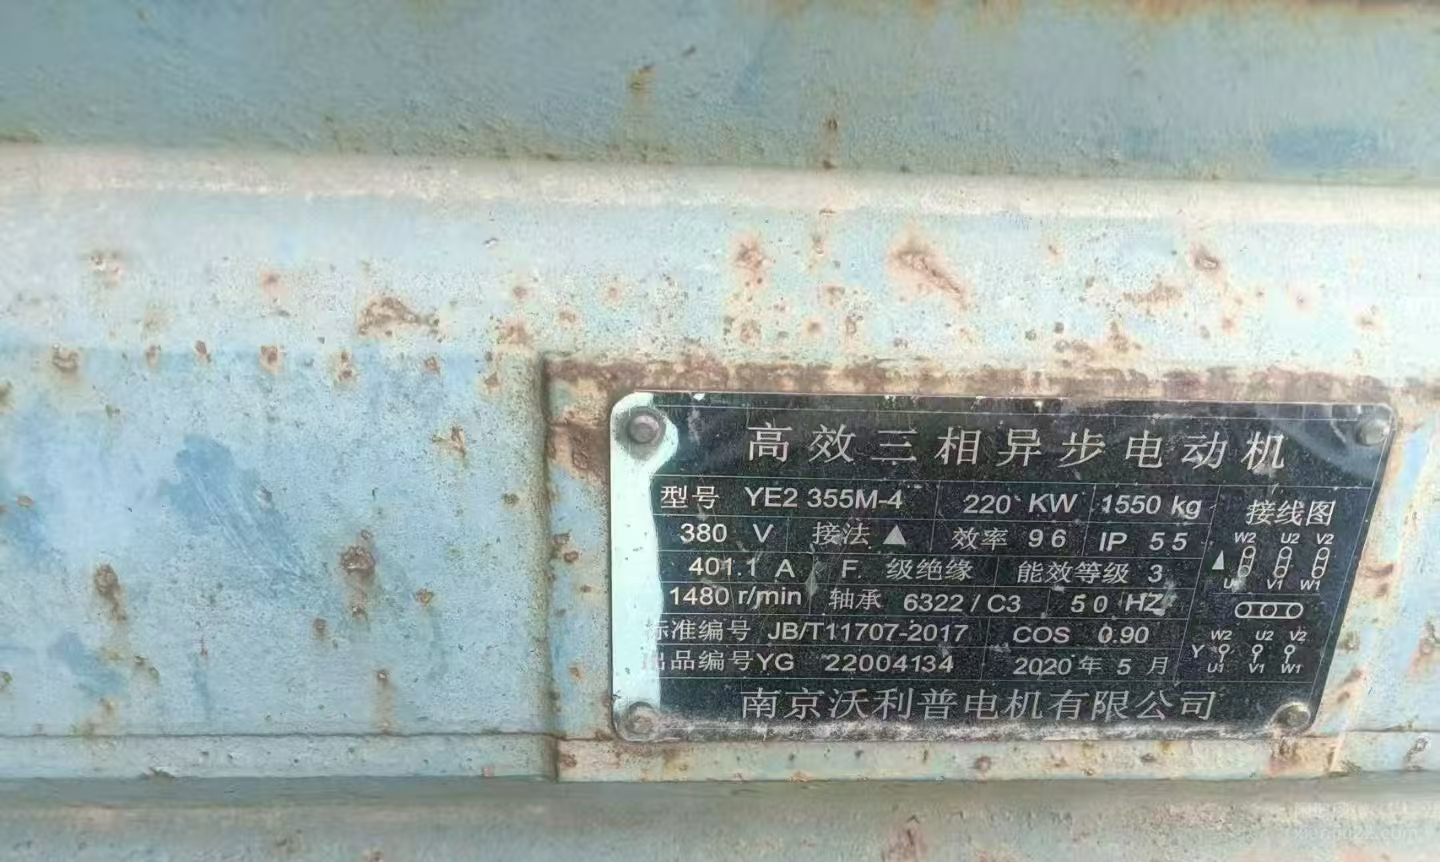 高效三相异步电动机
型号 YE2 355M-4 220 KW 1550 kg 接线图
380 V 接法 ▲ 效率 96 IP 55
401.1 A F. 级绝缘 能效等级 3
1480 r/min 轴承 6322 / C3 50 HZ
标准编号 JB/T11707-2017 COS 0.90
出品编号 YG 22004134 2020 年 5 月
南京沃利普电机有限公司
W2 U2 V2
▲
U1 V1 W1
W2 U2 V2
Y
U1 V1 W1